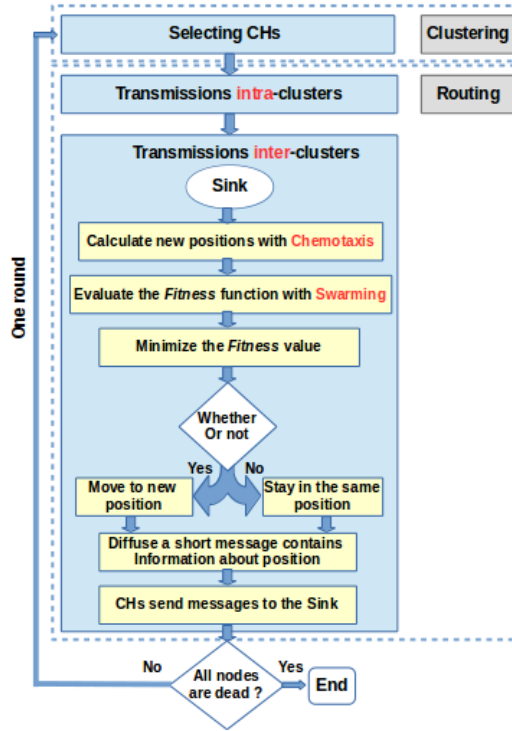 Selecting CHs
Clustering
Transmissions intra-clusters
Routing
Transmissions inter-clusters
Sink
Calculate new positions with Chemotaxis
Evaluate the Fitness function with Swarming
Minimize the Fitness value
One round
Whether
Or not
Yes
No
Move to new
position
Stay in the same
position
Diffuse a short message contains
Information about position
CHs send messages to the Sink
No
All nodes
are dead ?
Yes
End